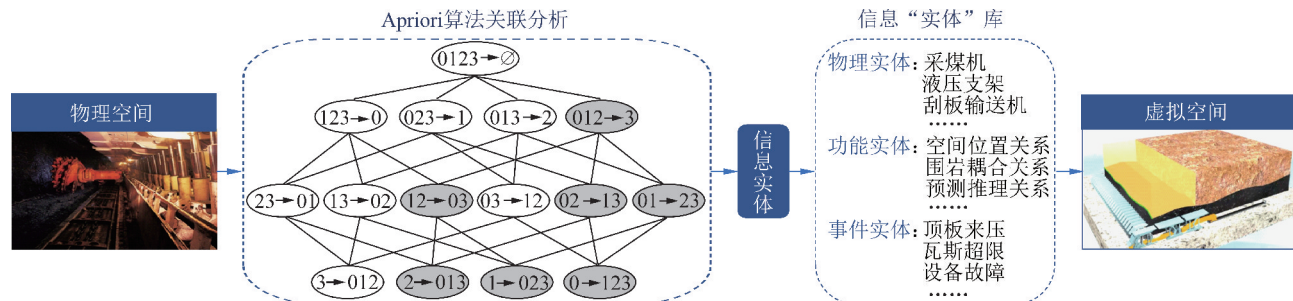 Apriori算法关联分析
信息“实体”库
物理空间
0123→∅
123→0 023→1 013→2 012→3
23→01 13→02 12→03 03→12 02→13 01→23
3→012 2→013 1→023 0→123
信息实体
物理实体：采煤机
液压支架
刮板输送机
……
功能实体：空间位置关系
围岩耦合关系
预测推理关系
……
事件实体：顶板来压
瓦斯超限
设备故障
……
虚拟空间